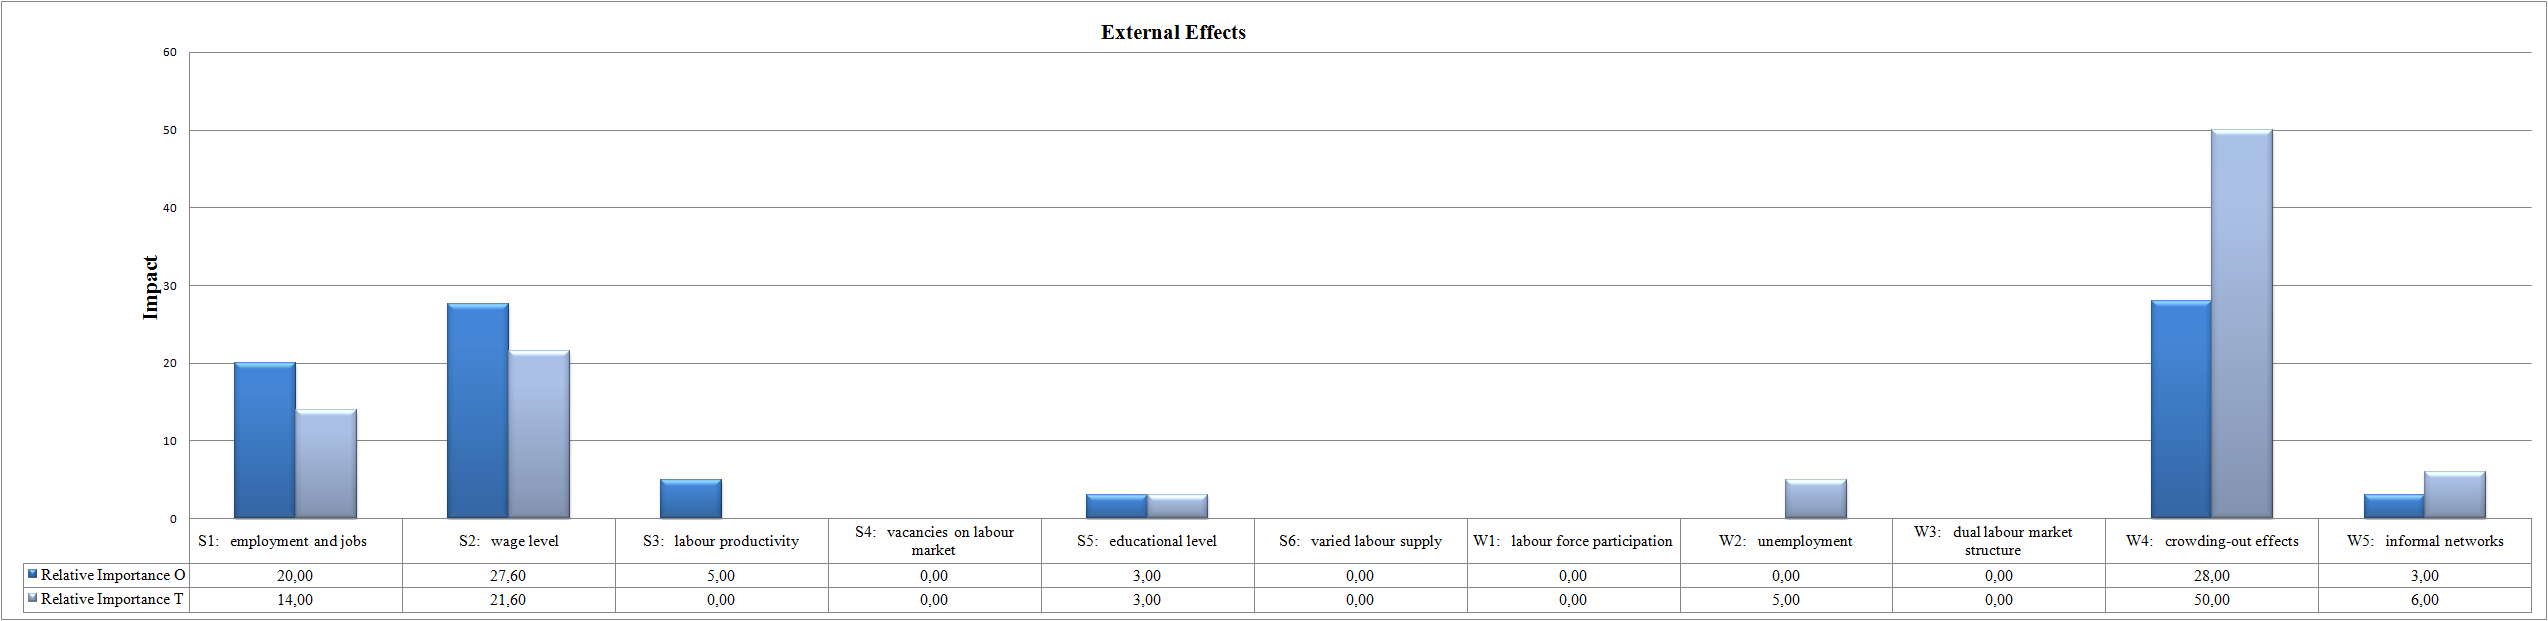 External Effects
Impact
60
50
40
30
20
10
0
S1: employment and jobs
S2: wage level
S3: labour productivity
S4: vacancies on labour
market
S5: educational level
S6: varied labour supply
W1: labour force participation
W2: unemployment
W3: dual labour market
structure
W4: crowding-out effects
W5: informal networks
Relative Importance O 20,00 27,60 5,00 0,00 3,00 0,00 0,00 0,00 0,00 28,00 3,00
Relative Importance T 14,00 21,60 0,00 0,00 3,00 0,00 0,00 5,00 0,00 50,00 6,00